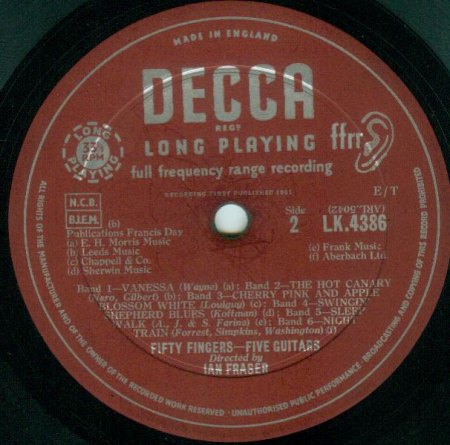 MADE IN ENGLAND
DECCA
REGD
LONG PLAYING
ffrr
full frequency range recording
LONG 33⅓ RPM PLAYING
RECORDING FIRST PUBLISHED
E/T
N.C.B.
B.I.E.M.
(b)
Side
2
(ARL.5042)
LK.4386
Publications Francis Day
(a) E. H. Morris Music
(b) Leeds Music
(c) Chappell & Co.
(d) Sherwin Music
(e) Frank Music
(f) Aberbach Ltd.
Band 1—VANESSA (Wayne) (a): Band 2—THE HOT CANARY
(Nero, Gilbert) (b): Band 3—CHERRY PINK AND APPLE
BLOSSOM WHITE (Louiguy) (c): Band 4—SWINGIN'
SHEPHERD BLUES (Koffman) (d): Band 5—SLEEP
WALK (A., J. & S. Farina) (e): Band 6—NIGHT
TRAIN (Forrest, Simpkins, Washington) (f)
FIFTY FINGERS—FIVE GUITARS
Directed by
IAN FRASER
ALL RIGHTS OF THE MANUFACTURER AND OF THE OWNER OF THE RECORDED WORK RESERVED · UNAUTHORISED PUBLIC PERFORMANCE, BROADCASTING AND COPYING OF THIS RECORD PROHIBITED